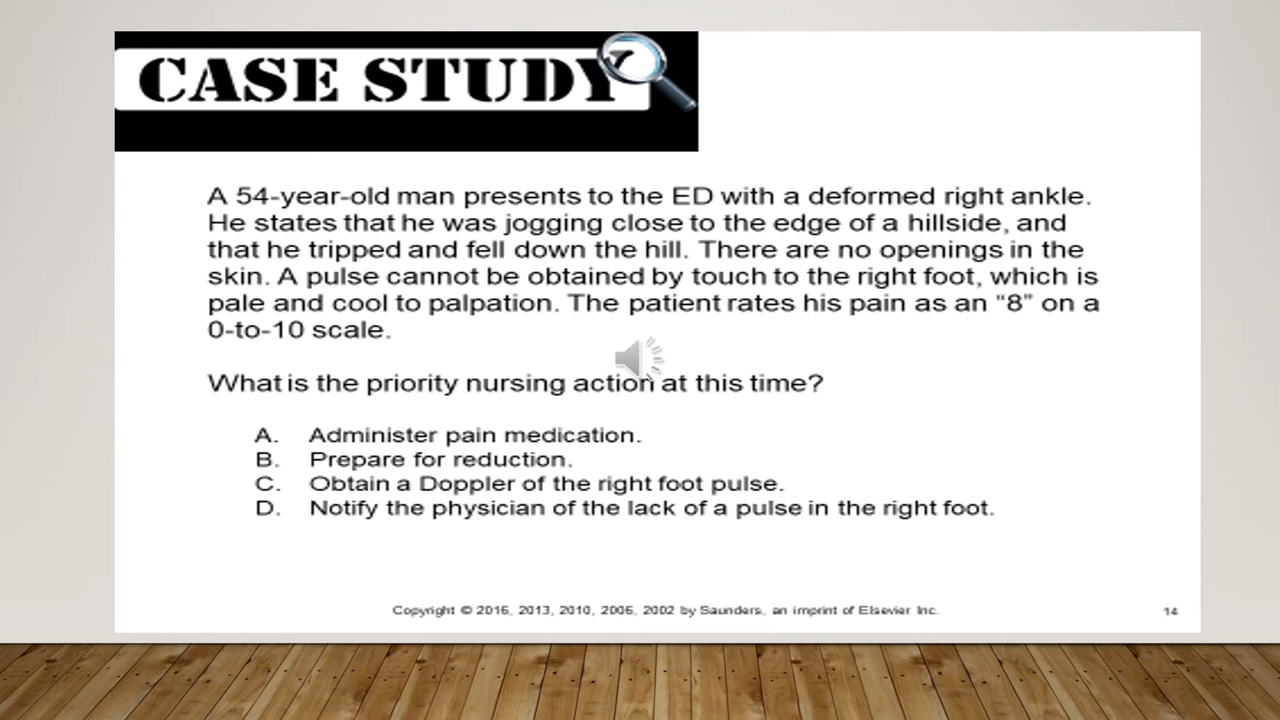 CASE STUDY
A 54-year-old man presents to the ED with a deformed right ankle.
He states that he was jogging close to the edge of a hillside, and
that he tripped and fell down the hill. There are no openings in the
skin. A pulse cannot be obtained by touch to the right foot, which is
pale and cool to palpation. The patient rates his pain as an “8” on a
0-to-10 scale.
What is the priority nursing action at this time?
A. Administer pain medication.
B. Prepare for reduction.
C. Obtain a Doppler of the right foot pulse.
D. Notify the physician of the lack of a pulse in the right foot.
Copyright © 2016, 2013, 2010, 2006, 2002 by Saunders, an imprint of Elsevier Inc.
14